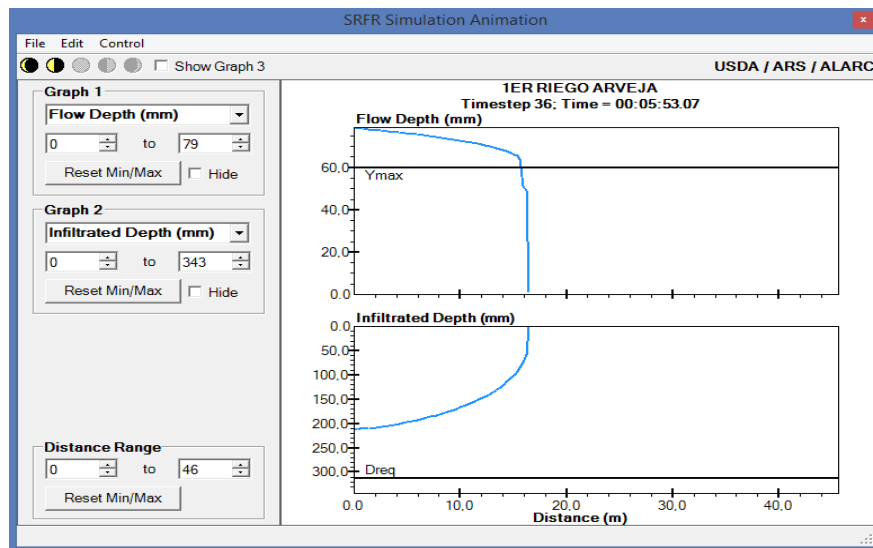 SRFR Simulation Animation
x
File Edit Control
Show Graph 3
USDA / ARS / ALARC
Graph 1
Flow Depth (mm)
0 to 79
Reset Min/Max Hide
Graph 2
Infiltrated Depth (mm)
0 to 343
Reset Min/Max Hide
Distance Range
0 to 46
Reset Min/Max
1ER RIEGO ARVEJA
Timestep 36; Time = 00:05:53.07
Flow Depth (mm)
60,0
Ymax
40,0
20,0
0.0
Infiltrated Depth (mm)
0.0
50,0
100,0
150,0
200,0
250,0
300,0
Dreq
0.0 10,0 20,0 30,0 40,0
Distance (m)